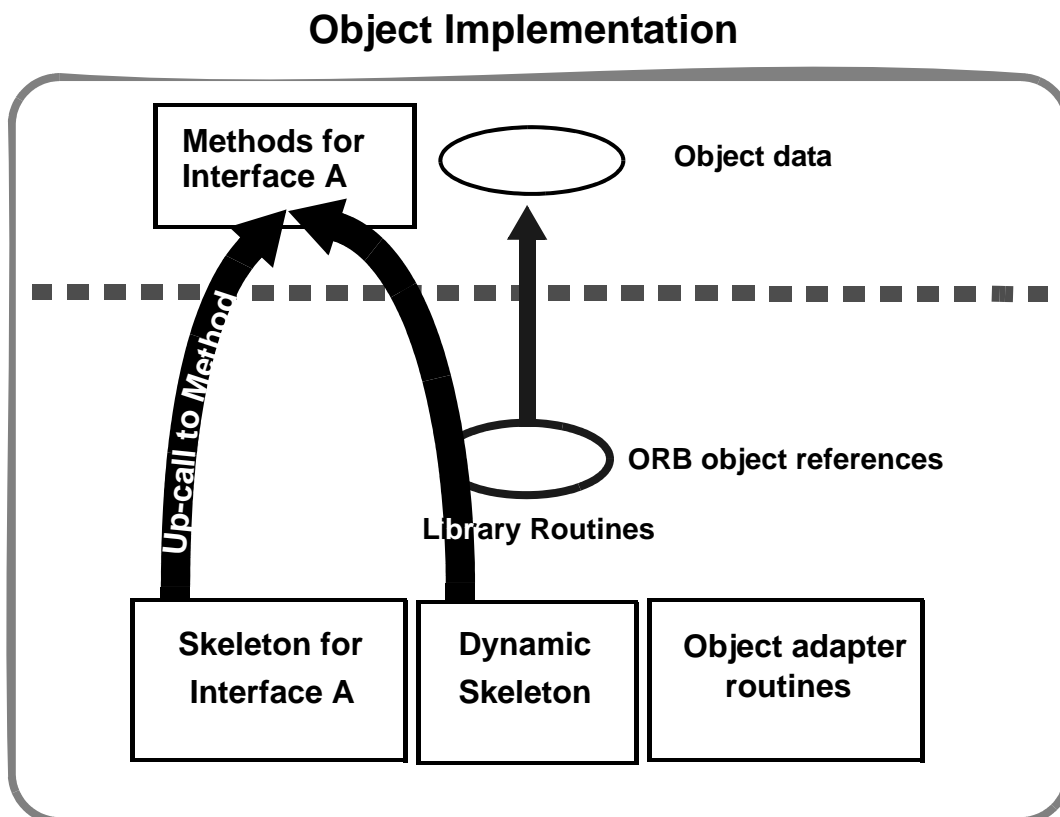 Object Implementation
Methods for
Interface A
Object data
Up-call to Method
ORB object references
Library Routines
Skeleton for
Interface A
Dynamic
Skeleton
Object adapter
routines